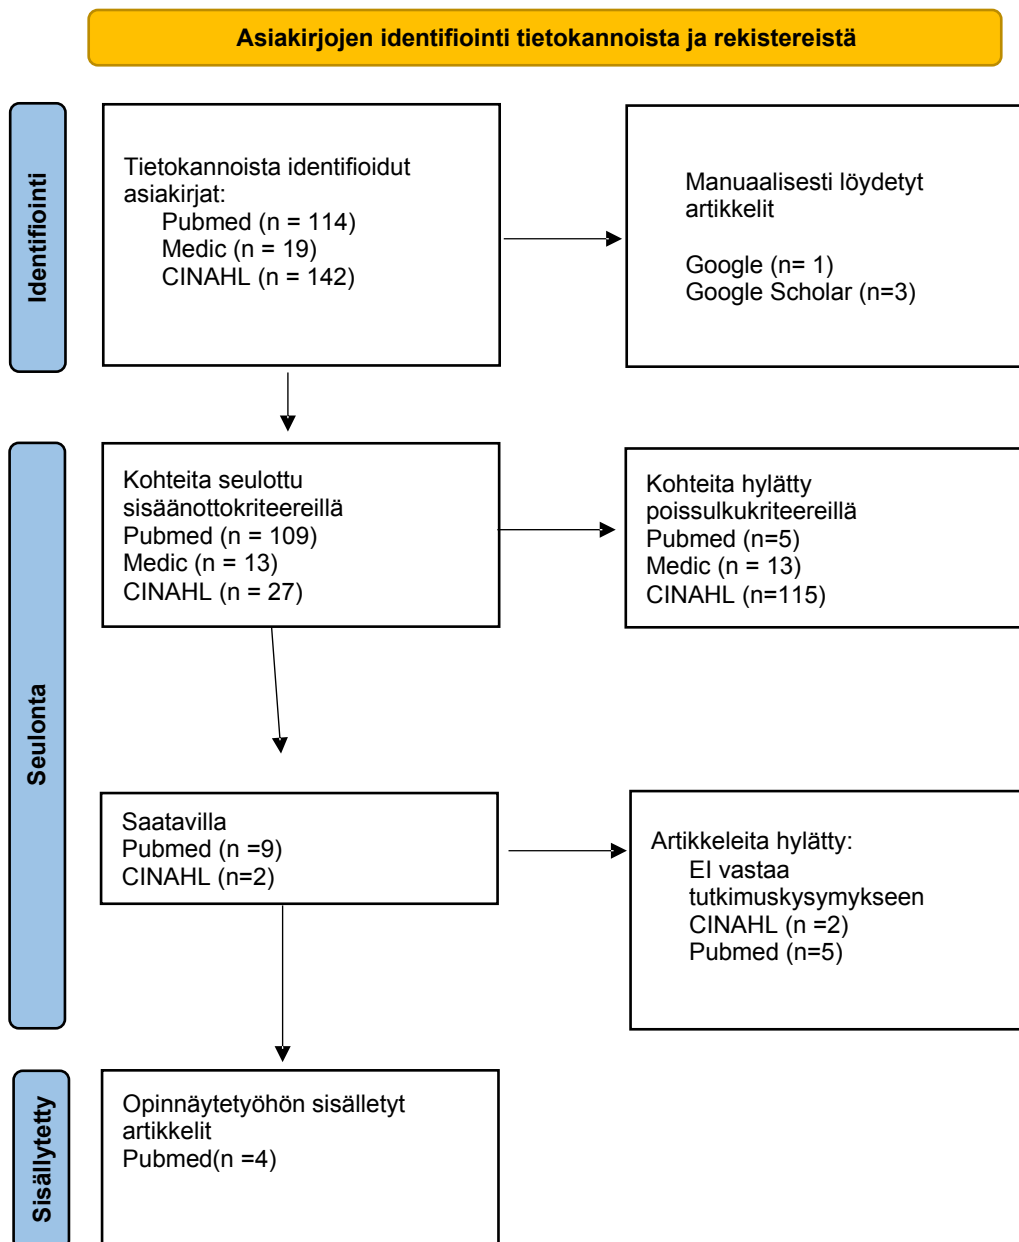 Asiakirjojen identifiointi tietokannoista ja rekistereistä
Identifiointi
Tietokannoista identifioidut
asiakirjat:
Pubmed (n = 114)
Medic (n = 19)
CINAHL (n = 142)
Manuaalisesti löydetyt
artikkelit
Google (n= 1)
Google Scholar (n=3)
Seulonta
Kohteita seulottu
sisäänottokriteereillä
Pubmed (n = 109)
Medic (n = 13)
CINAHL (n = 27)
Kohteita hylätty
poissulkukriteereillä
Pubmed (n=5)
Medic (n = 13)
CINAHL (n=115)
Saatavilla
Pubmed (n =9)
CINAHL (n=2)
Artikkeleita hylätty:
EI vastaa
tutkimuskysymykseen
CINAHL (n =2)
Pubmed (n=5)
Sisällytetty
Opinnäytetyöhön sisälletyt
artikkelit
Pubmed(n =4)